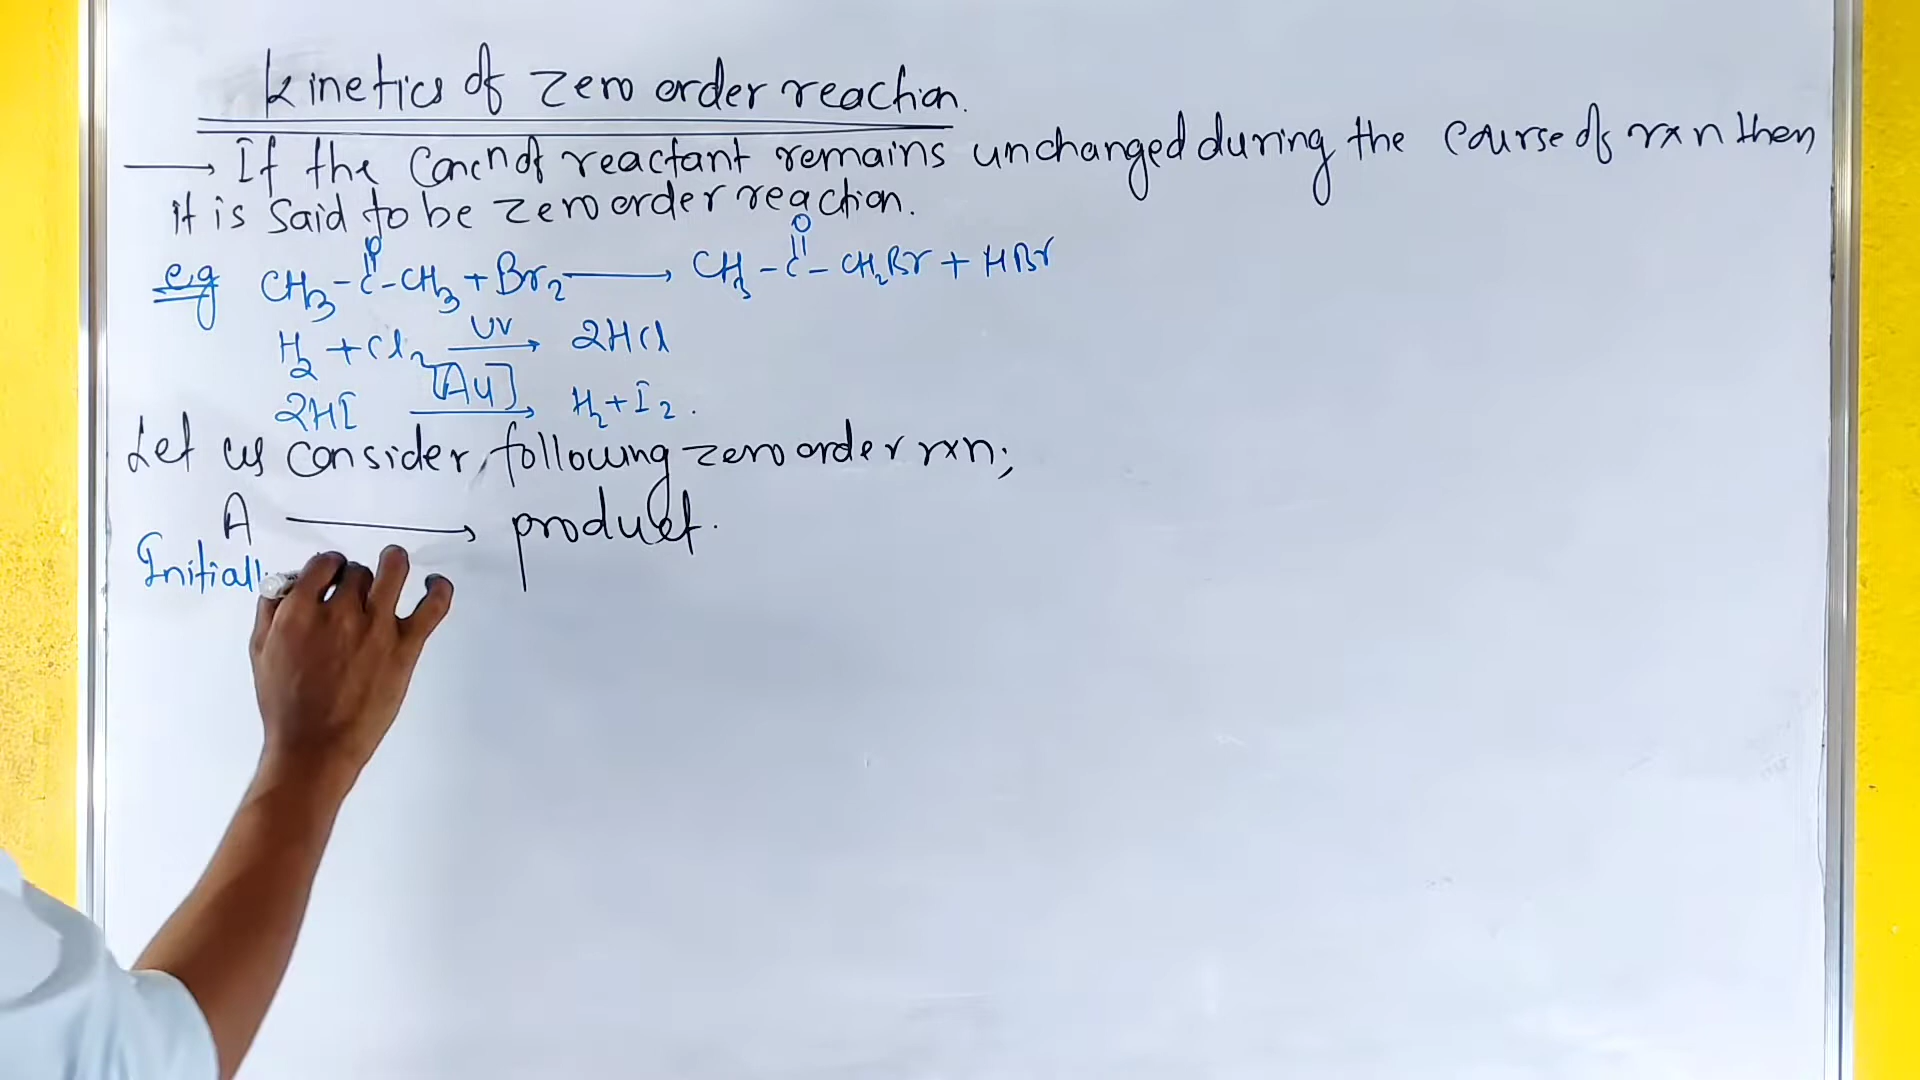 Kinetics of zero order reaction.
→ If the concn of reactant remains unchanged during the course of rxn then
it is said to be zero order reaction.
e.g CH3-C(=O)-CH3 + Br2 → CH3-C(=O)-CH2Br + HBr
H2 + Cl2 —UV→ 2HCl
2HI —[Au]→ H2 + I2.
Let us consider, following zero order rxn;
A → product.
Initiall